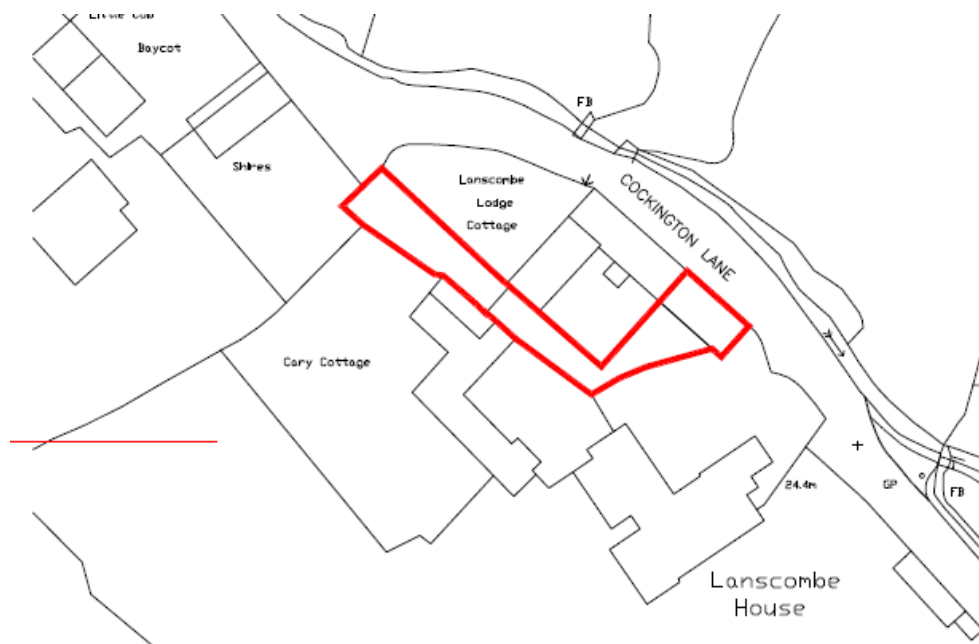 Baycot
FB
Shires
Lanscombe
Lodge
Cottage
COCKINGTON LANE
Cary Cottage
24.4m
GP
FB
Lanscombe
House